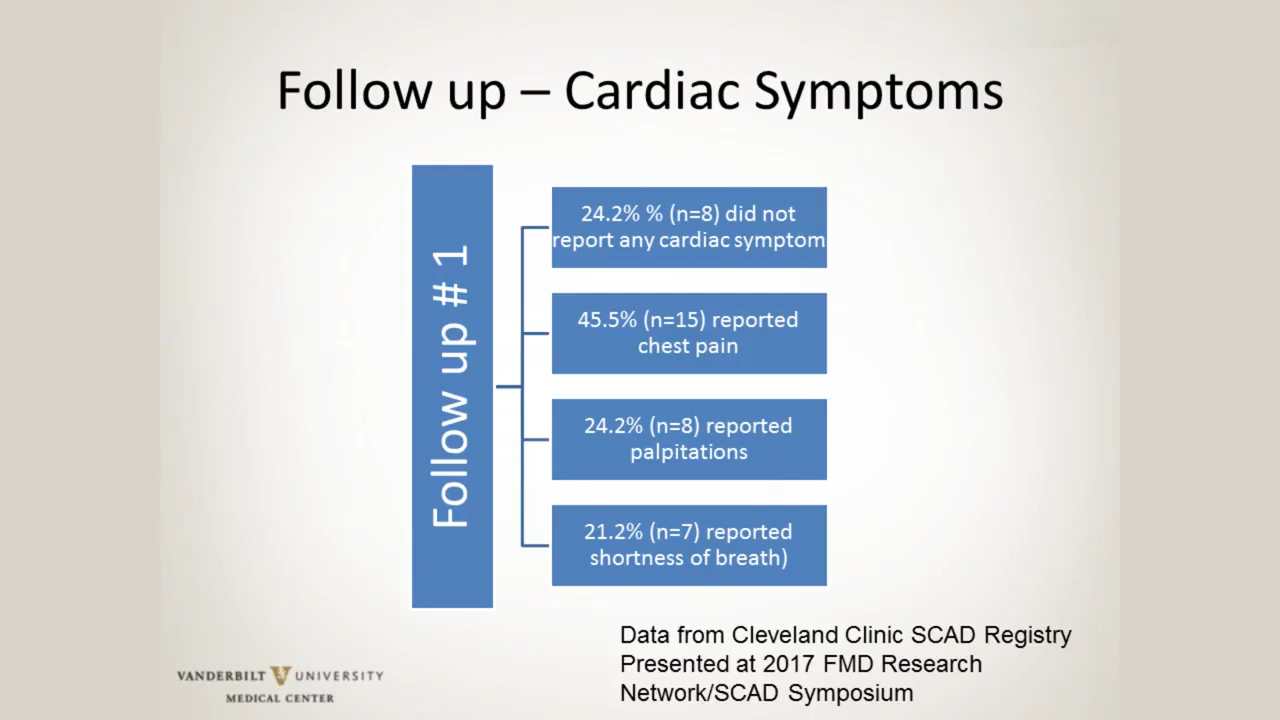 Follow up – Cardiac Symptoms
Follow up # 1
24.2% % (n=8) did not
report any cardiac symptom
45.5% (n=15) reported
chest pain
24.2% (n=8) reported
palpitations
21.2% (n=7) reported
shortness of breath)
Data from Cleveland Clinic SCAD Registry
Presented at 2017 FMD Research
Network/SCAD Symposium
VANDERBILT V UNIVERSITY
MEDICAL CENTER